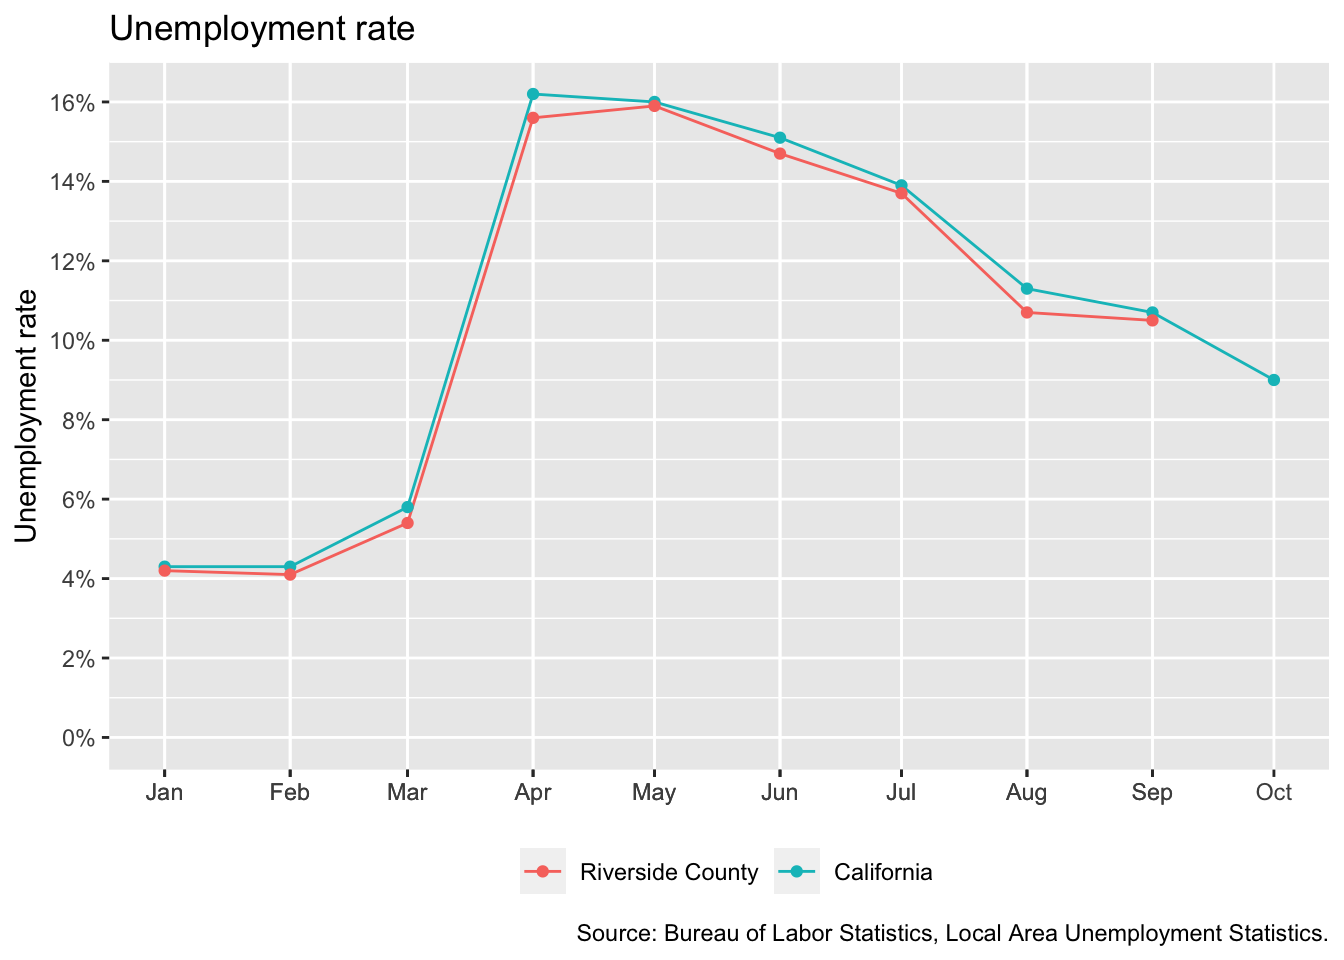 Unemployment rate
Unemployment rate
16%
14%
12%
10%
8%
6%
4%
2%
0%
Jan Feb Mar Apr May Jun Jul Aug Sep Oct
Riverside County California
Source: Bureau of Labor Statistics, Local Area Unemployment Statistics.